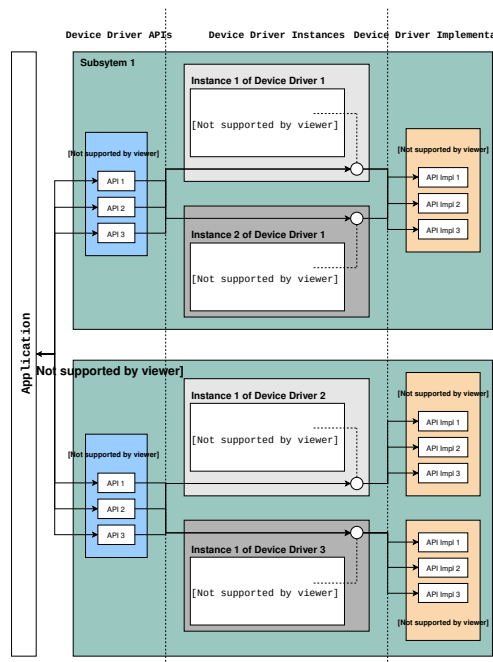 Device Driver APIs
Device Driver Instances
Device Driver Implementa
Subsytem 1
Instance 1 of Device Driver 1
[Not supported by viewer]
[Not supported by viewer]
API 1
API 2
API 3
[Not supported by viewer]
API Impl 1
API Impl 2
API Impl 3
Instance 2 of Device Driver 1
[Not supported by viewer]
Application
Not supported by viewer]
Instance 1 of Device Driver 2
[Not supported by viewer]
[Not supported by viewer]
API 1
API 2
API 3
[Not supported by viewer]
API Impl 1
API Impl 2
API Impl 3
Instance 1 of Device Driver 3
[Not supported by viewer]
API Impl 1
API Impl 2
API Impl 3
[Not supported by viewer]